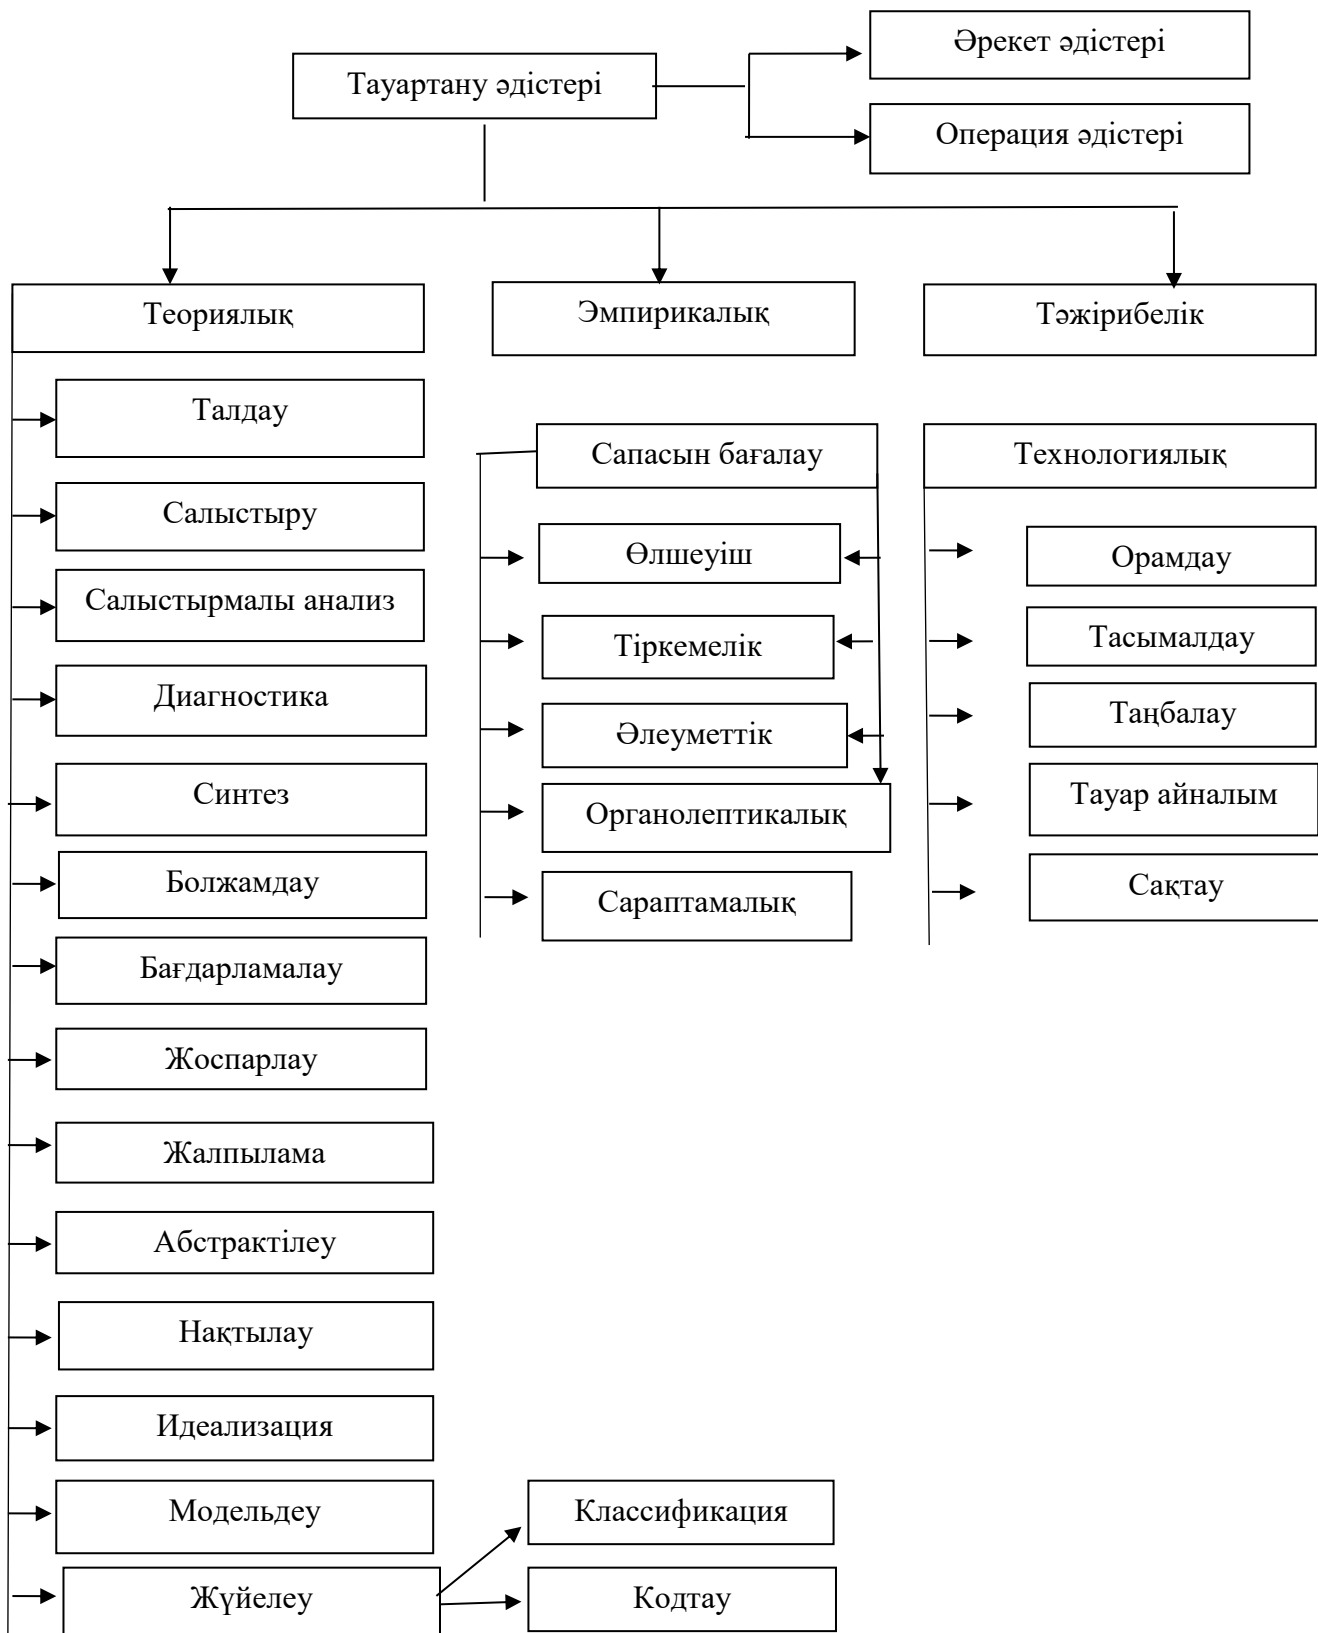 Тауартану әдістері
Әрекет әдістері
Операция әдістері
Теориялық
Эмпирикалық
Тәжірибелік
Талдау
Салыстыру
Салыстырмалы анализ
Диагностика
Синтез
Болжамдау
Бағдарламалау
Жоспарлау
Жалпылама
Абстрактілеу
Нақтылау
Идеализация
Модельдеу
Жүйелеу
Классификация
Кодтау
Сапасын бағалау
Өлшеуіш
Тіркемелік
Әлеуметтік
Органолептикалық
Сараптамалық
Технологиялық
Орамдау
Тасымалдау
Таңбалау
Тауар айналым
Сақтау